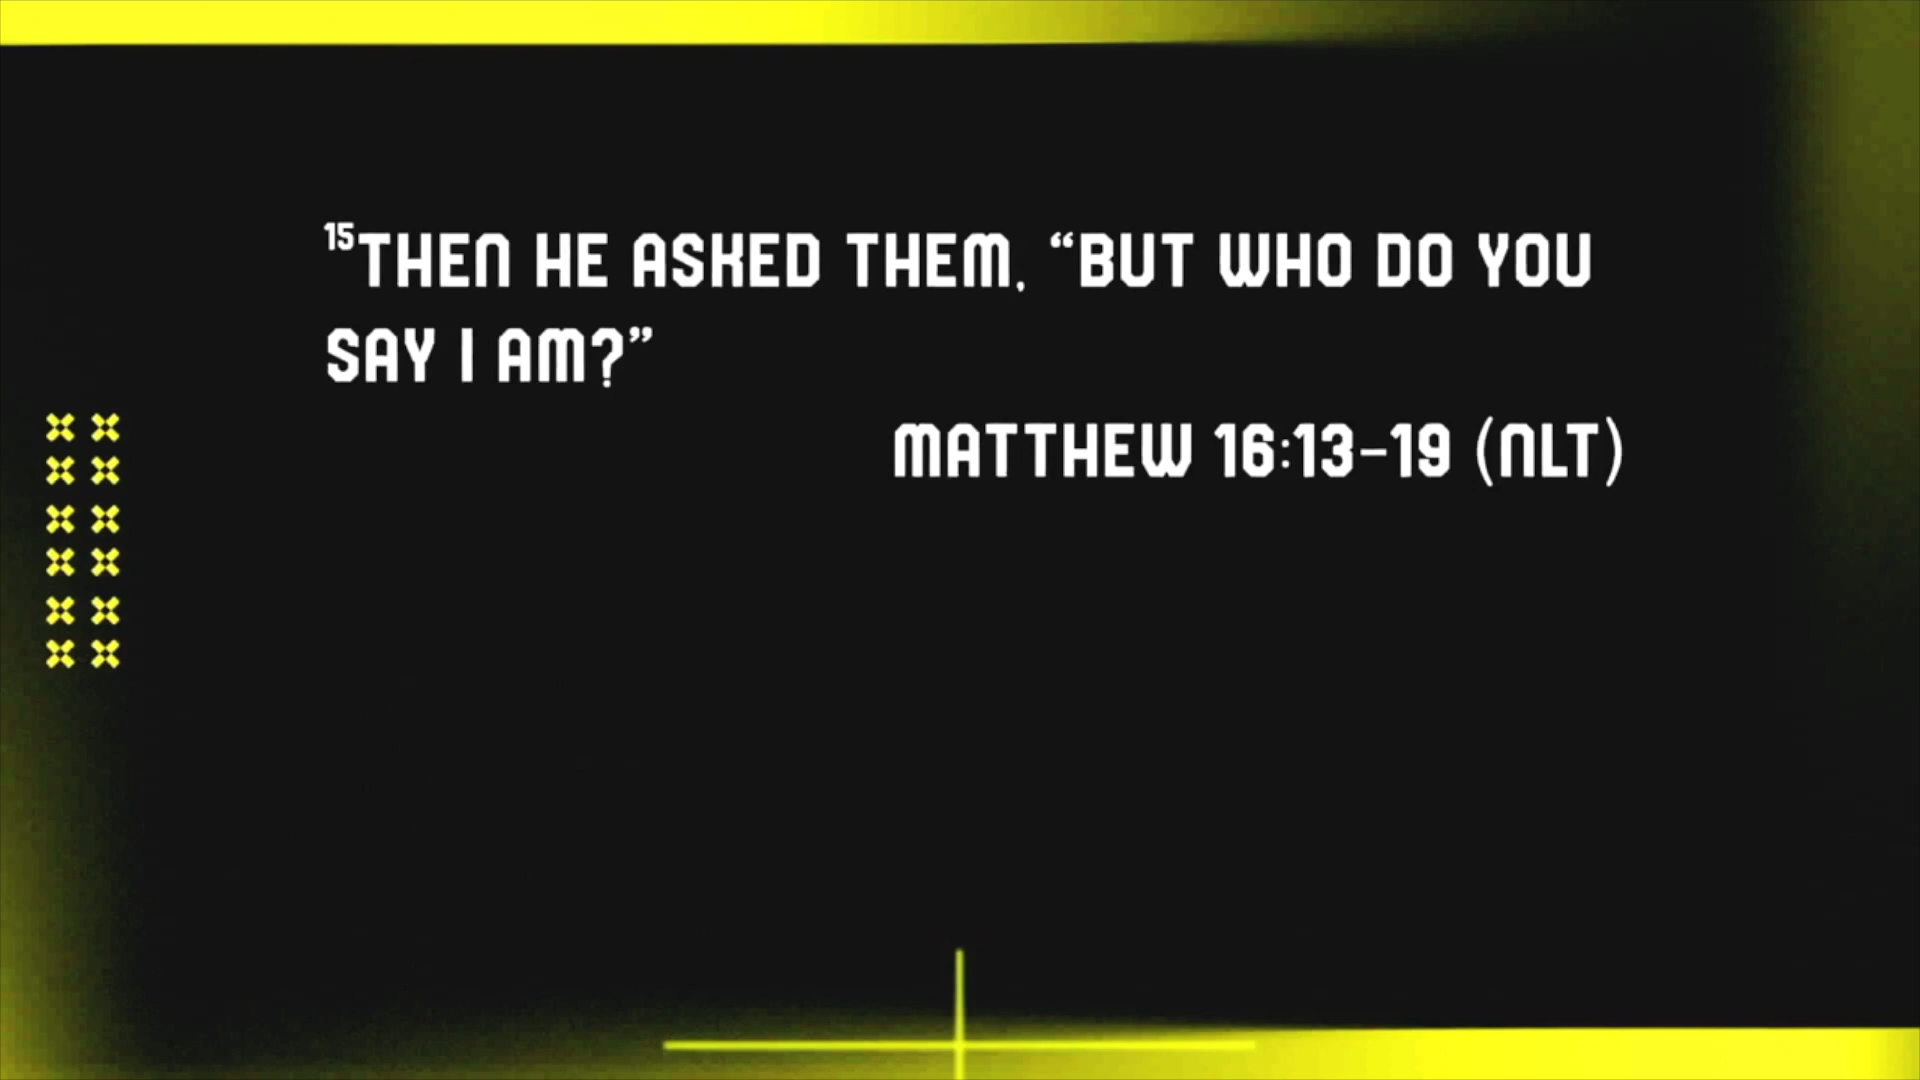 ¹⁵THEN HE ASKED THEM, “BUT WHO DO YOU
SAY I AM?”
MATTHEW 16:13-19 (NLT)